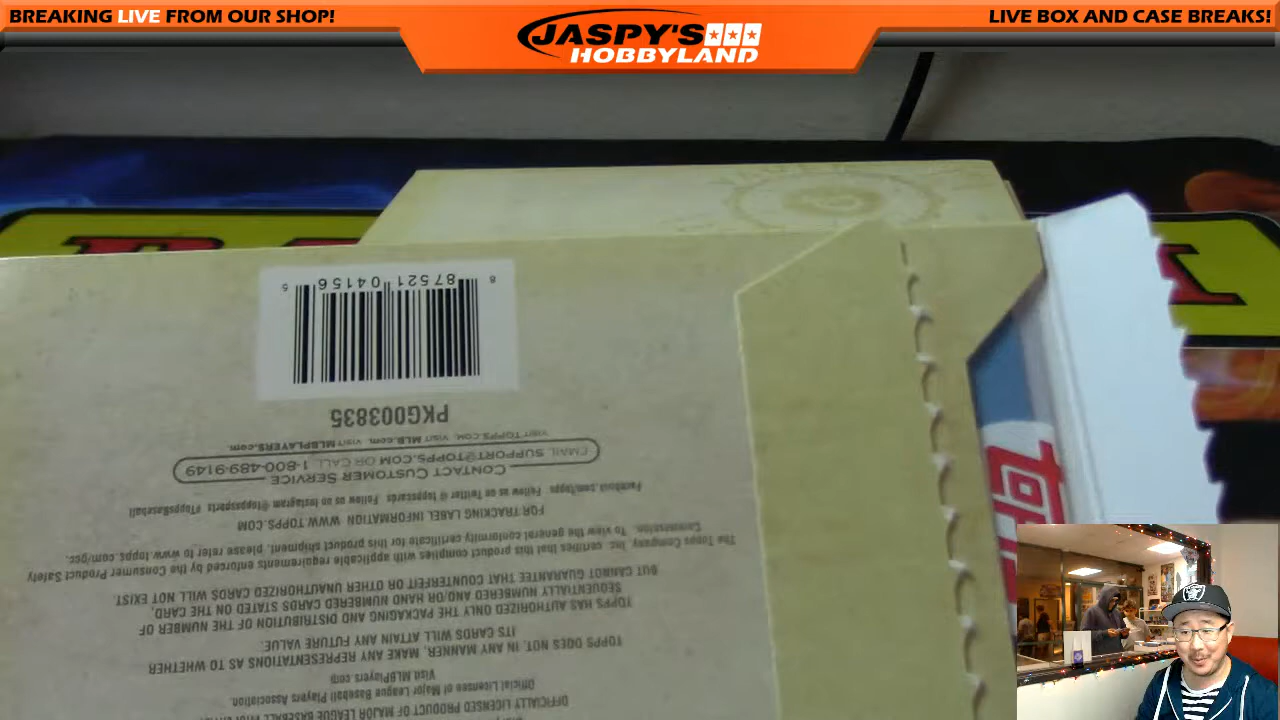 BREAKING LIVE FROM OUR SHOP!
JASPY'S
HOBBYLAND
LIVE BOX AND CASE BREAKS!
OFFICIALLY LICENSED PRODUCT OF MAJOR LEAGUE BASEBALL
Official Licensee of Major League Baseball Players Association.
Visit MLBPlayers.com
TOPPS DOES NOT, IN ANY MANNER, MAKE ANY REPRESENTATIONS AS TO WHETHER
ITS CARDS WILL ATTAIN ANY FUTURE VALUE.
TOPPS HAS AUTHORIZED ONLY THE PACKAGING AND DISTRIBUTION OF THE NUMBER OF
SEQUENTIALLY NUMBERED AND/OR HAND NUMBERED CARDS STATED ON THE CARD,
BUT CANNOT GUARANTEE THAT COUNTERFEIT OR OTHER UNAUTHORIZED CARDS WILL NOT EXIST
The Topps Company, Inc. certifies that this product complies with applicable requirements enforced by the Consumer Product Safety
Commission. To view the general conformity certificate for this product shipment, please refer to www.topps.com/gcc.
FOR TRACKING LABEL INFORMATION WWW.TOPPS.COM
Facebook.com/topps Follow us on Twitter @toppscards Follow us on Instagram @toppssports @toppsBaseball
CONTACT CUSTOMER SERVICE
EMAIL SUPPORT@TOPPS.COM OR CALL 1-800-489-9149
VISIT TOPPS.COM, VISIT MLB.com, VISIT MLBPLAYERS.com
PKG003835
8 87521 04156 5